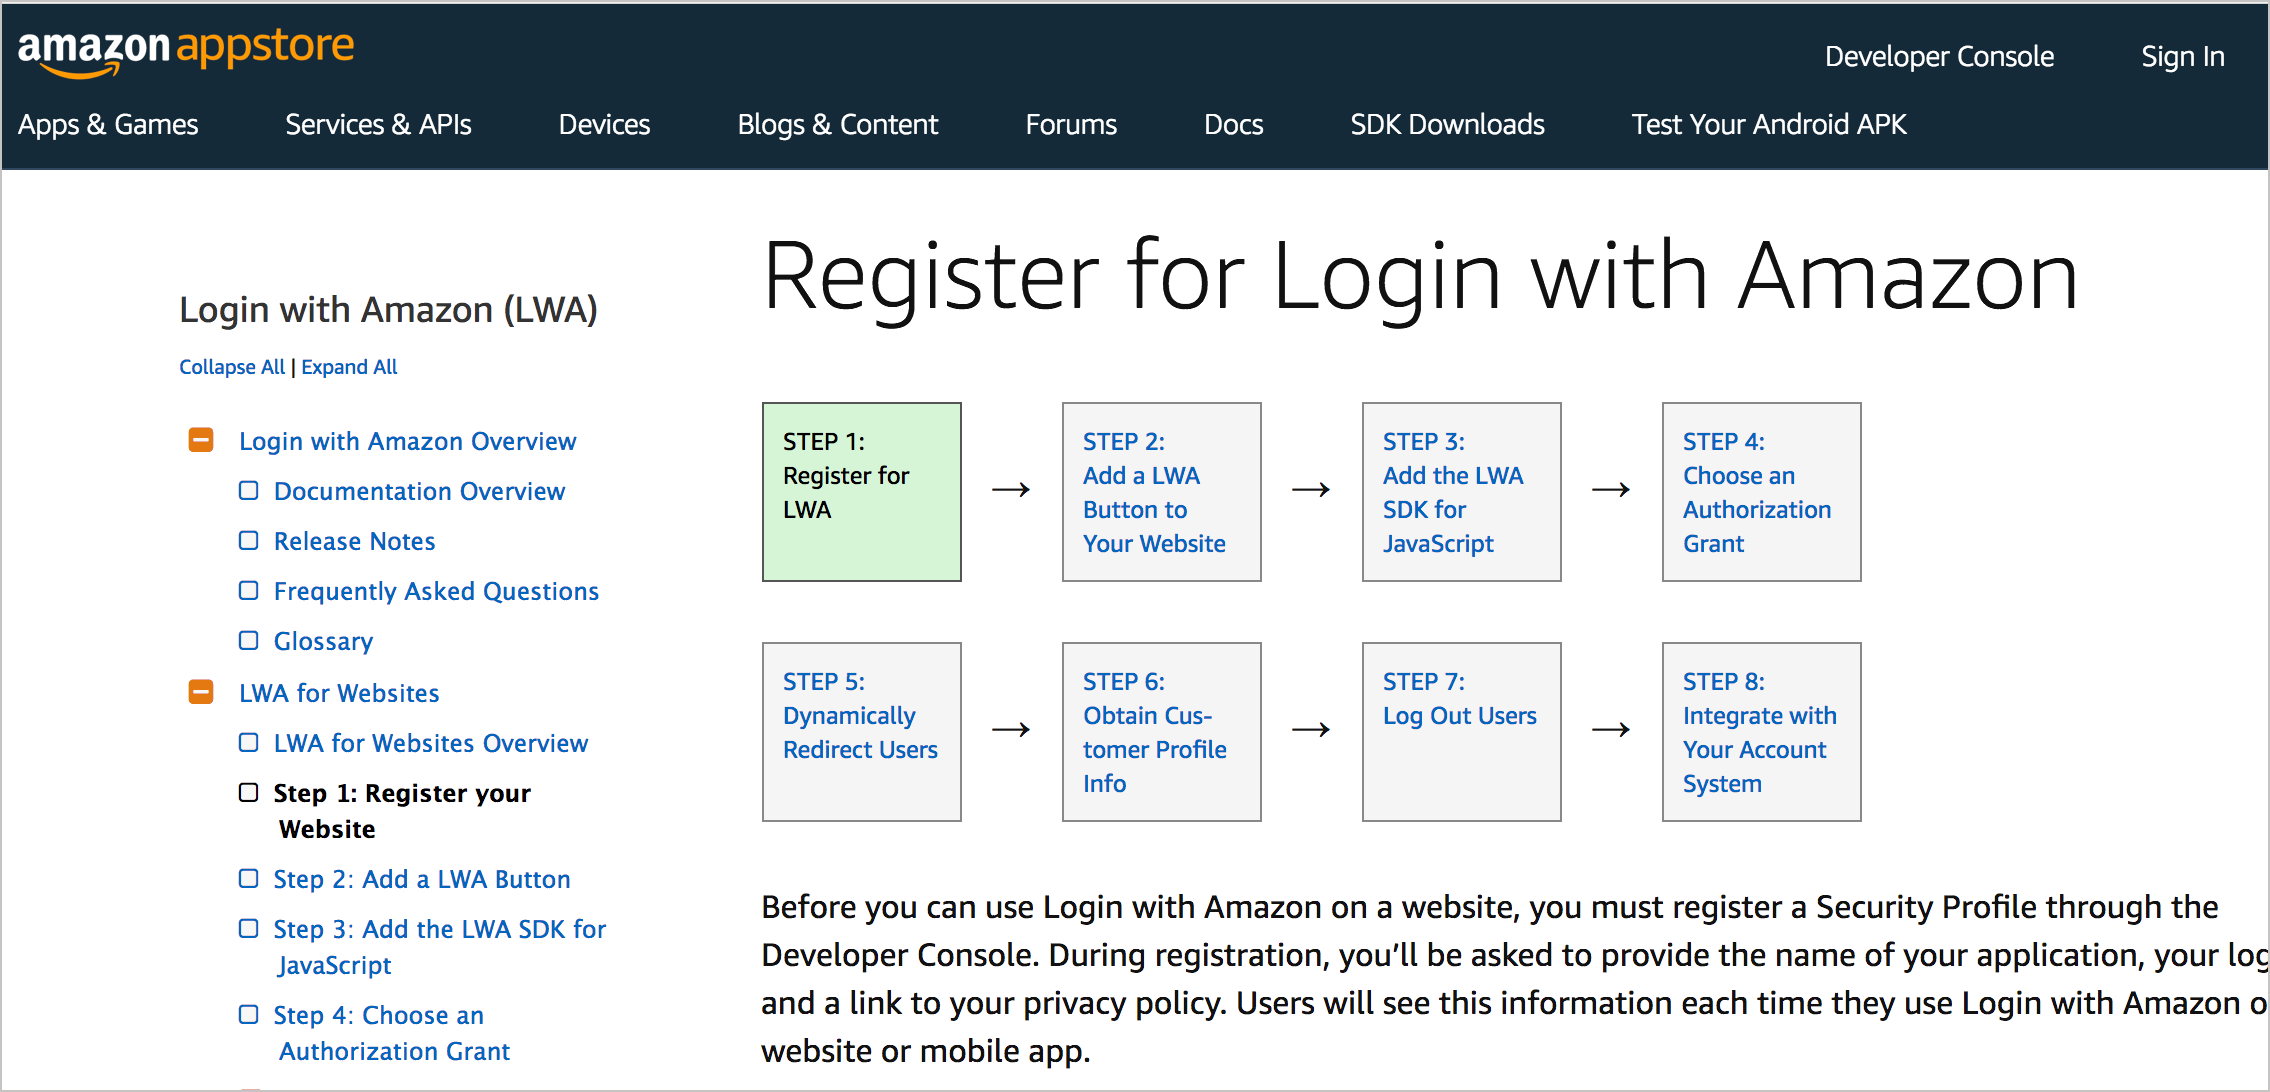 amazon appstore
Developer Console
Sign In
Apps & Games
Services & APIs
Devices
Blogs & Content
Forums
Docs
SDK Downloads
Test Your Android APK
Login with Amazon (LWA)
Collapse All | Expand All
Login with Amazon Overview
Documentation Overview
Release Notes
Frequently Asked Questions
Glossary
LWA for Websites
LWA for Websites Overview
Step 1: Register your
Website
Step 2: Add a LWA Button
Step 3: Add the LWA SDK for
JavaScript
Step 4: Choose an
Authorization Grant
Register for Login with Amazon
STEP 1:
Register for
LWA
→
STEP 2:
Add a LWA
Button to
Your Website
→
STEP 3:
Add the LWA
SDK for
JavaScript
→
STEP 4:
Choose an
Authorization
Grant
STEP 5:
Dynamically
Redirect Users
→
STEP 6:
Obtain Cus-
tomer Profile
Info
→
STEP 7:
Log Out Users
→
STEP 8:
Integrate with
Your Account
System
Before you can use Login with Amazon on a website, you must register a Security Profile through the
Developer Console. During registration, you’ll be asked to provide the name of your application, your
and a link to your privacy policy. Users will see this information each time they use Login with Amazon
website or mobile app.